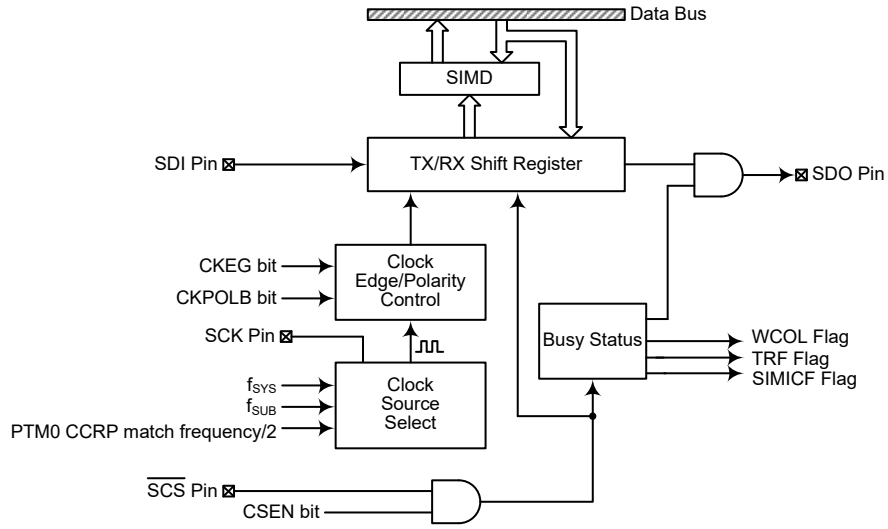 Data Bus
SIMD
SDI Pin
TX/RX Shift Register
SDO Pin
CKEG bit
CKPOLB bit
Clock
Edge/Polarity
Control
SCK Pin
Busy Status
WCOL Flag
TRF Flag
SIMICF Flag
fSYS
fSUB
PTM0 CCRP match frequency/2
Clock
Source
Select
SCS Pin
CSEN bit